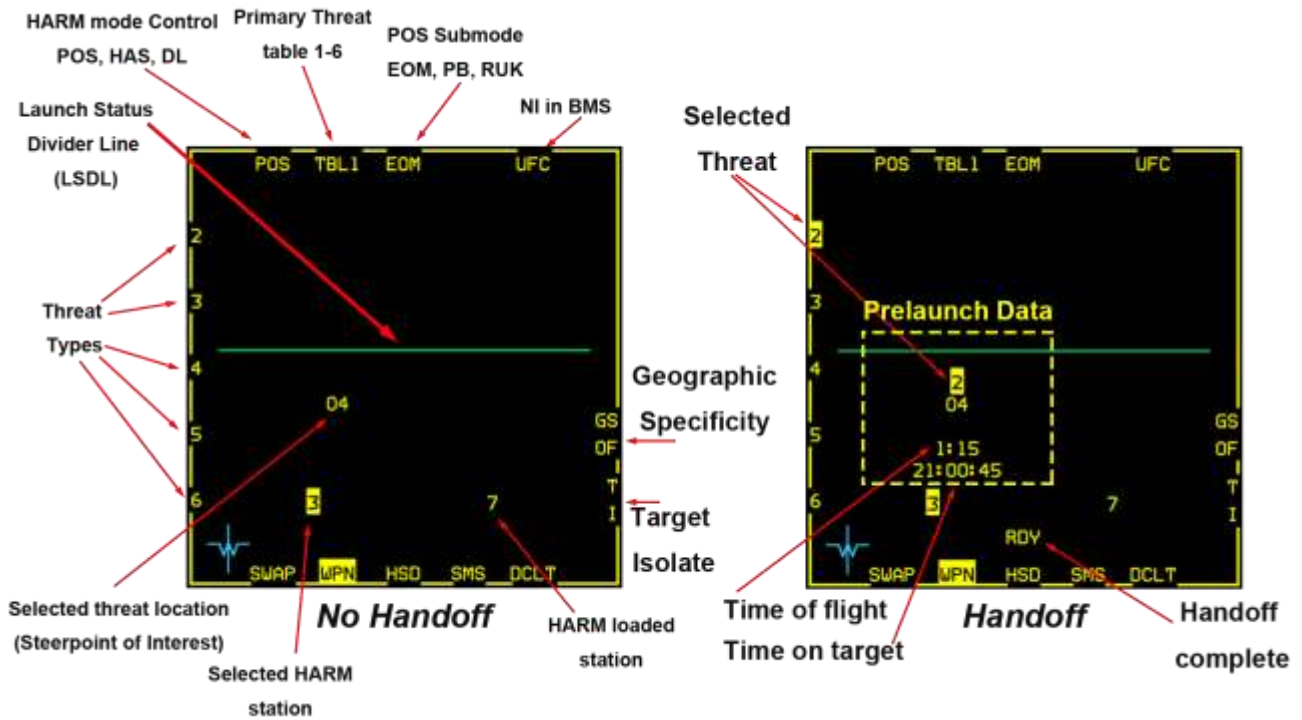 HARM mode Control
POS, HAS, DL
Primary Threat
table 1-6
POS Submode
EOM, PB, RUK
NI in BMS
Launch Status
Divider Line
(LSDL)
POS TBL1 EOM UFC
2
3
4
5
6
Threat
Types
04
GS
OF
T
I
3
7
SWAP WPN HSD SMS DCLT
Geographic
Specificity
Target
Isolate
Selected threat location
(Steerpoint of Interest)
No Handoff
Selected HARM
station
HARM loaded
station
Selected
Threat
POS TBL1 EOM UFC
2
3
4
5
6
Prelaunch Data
2
04
1:15
21:00:45
GS
OF
T
I
3
7
RDY
SWAP WPN HSD SMS DCLT
Time of flight
Time on target
Handoff
Handoff
complete